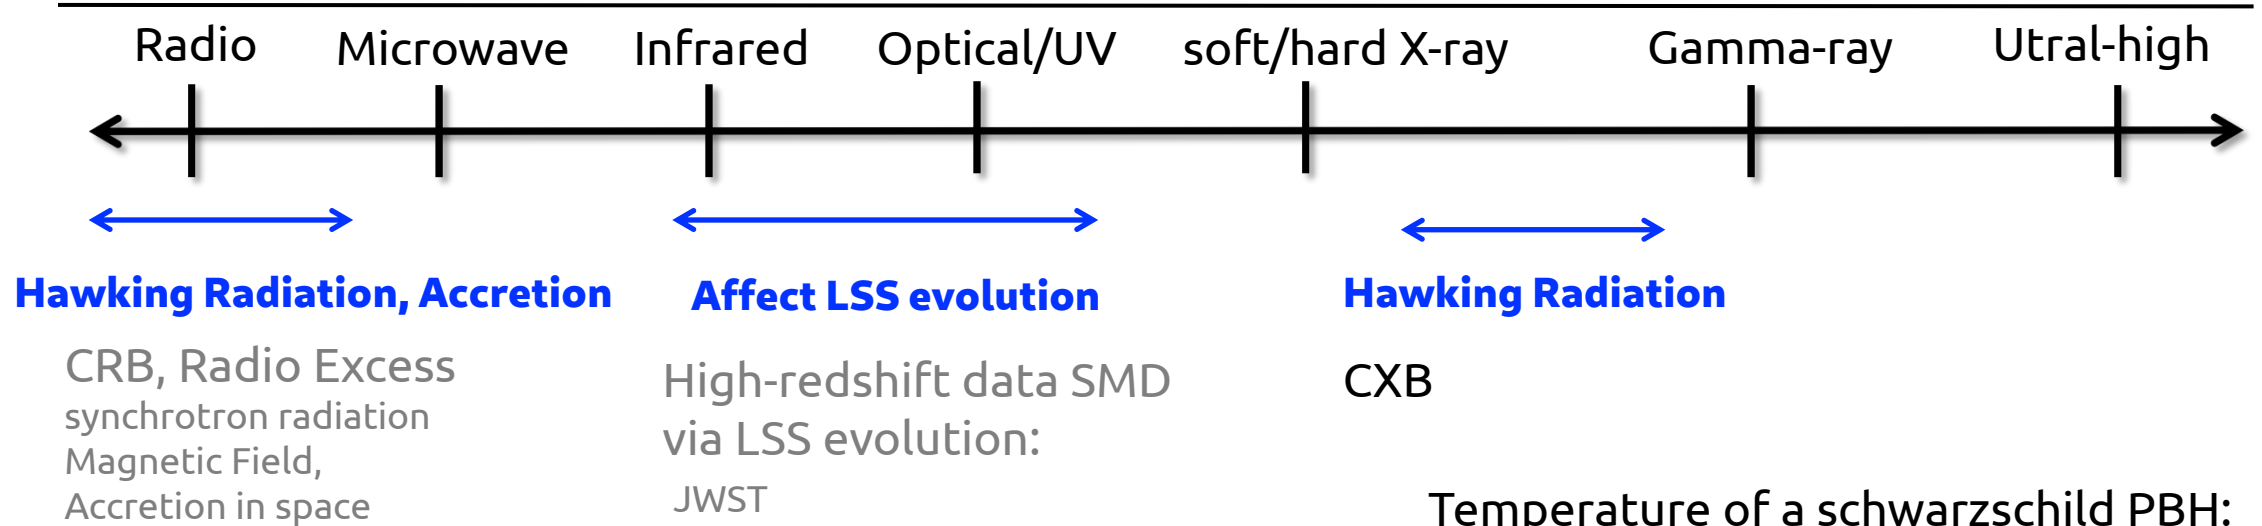 Radio Microwave Infrared Optical/UV soft/hard X-ray Gamma-ray Utral-high
Hawking Radiation, Accretion
CRB, Radio Excess
synchrotron radiation
Magnetic Field,
Accretion in space
Affect LSS evolution
High-redshift data SMD
via LSS evolution:
JWST
Hawking Radiation
CXB
Temperature of a schwarzschild PBH: